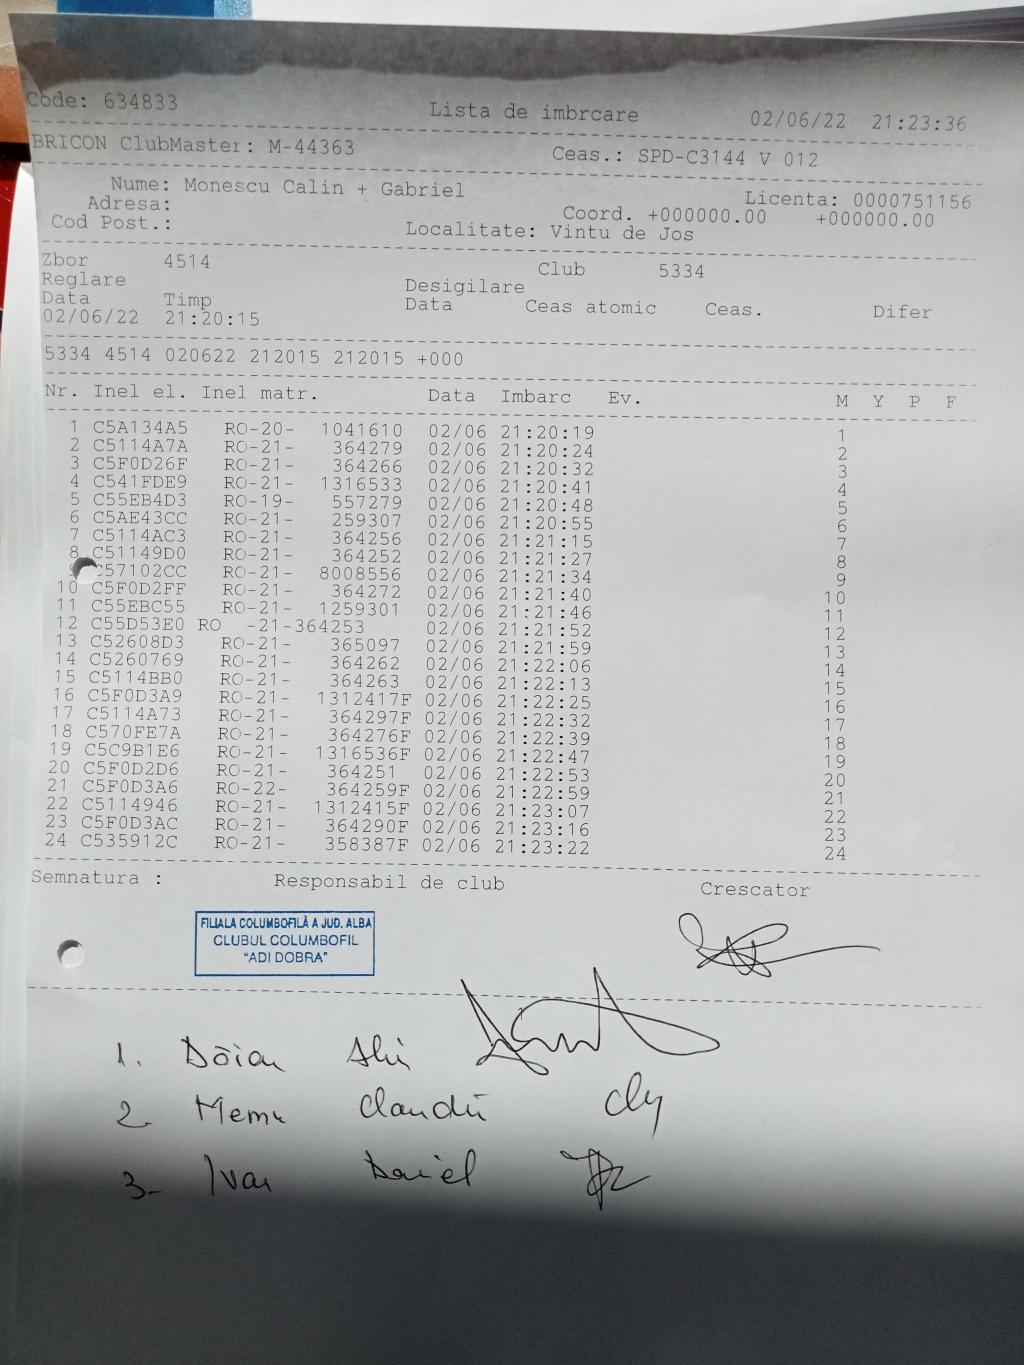 Code: 634833 Lista de imbrcare 02/06/22 21:23:36
BRICON ClubMaster: M-44363 Ceas.: SPD-C3144 V 012
Nume: Monescu Calin + Gabriel Licenta: 0000751156
Adresa: Coord. +000000.00 +000000.00
Cod Post.: Localitate: Vintu de Jos
Zbor 4514 Club 5334
Reglare Desigilare
Data Timp Data Ceas atomic Ceas. Difer
02/06/22 21:20:15
5334 4514 020622 212015 212015 +000
Nr. Inel el. Inel matr. Data Imbarc Ev. M Y P F
1 C5A134A5 RO-20- 1041610 02/06 21:20:19 1
2 C5114A7A RO-21- 364279 02/06 21:20:24 2
3 C5F0D26F RO-21- 364266 02/06 21:20:32 3
4 C541FDE9 RO-21- 1316533 02/06 21:20:41 4
5 C55EB4D3 RO-19- 557279 02/06 21:20:48 5
6 C5AE43CC RO-21- 259307 02/06 21:20:55 6
7 C5114AC3 RO-21- 364256 02/06 21:21:15 7
8 C51149D0 RO-21- 364252 02/06 21:21:27 8
9 C57102CC RO-21- 8008556 02/06 21:21:34 9
10 C5F0D2FF RO-21- 364272 02/06 21:21:40 10
11 C55EBC55 RO-21- 1259301 02/06 21:21:46 11
12 C55D53E0 RO -21-364253 02/06 21:21:52 12
13 C52608D3 RO-21- 365097 02/06 21:21:59 13
14 C5260769 RO-21- 364262 02/06 21:22:06 14
15 C5114BB0 RO-21- 364263 02/06 21:22:13 15
16 C5F0D3A9 RO-21- 1312417F 02/06 21:22:25 16
17 C5114A73 RO-21- 364297F 02/06 21:22:32 17
18 C570FE7A RO-21- 364276F 02/06 21:22:39 18
19 C5C9B1E6 RO-21- 1316536F 02/06 21:22:47 19
20 C5F0D2D6 RO-21- 364251 02/06 21:22:53 20
21 C5F0D3A6 RO-22- 364259F 02/06 21:22:59 21
22 C5114946 RO-21- 1312415F 02/06 21:23:07 22
23 C5F0D3AC RO-21- 364290F 02/06 21:23:16 23
24 C535912C RO-21- 358387F 02/06 21:23:22 24
Semnatura : Responsabil de club Crescator
FILIALA COLUMBOFILĂ A JUD. ALBA
CLUBUL COLUMBOFIL
"ADI DOBRA"
1.
2. Claudiu
3- Ivan Daniel